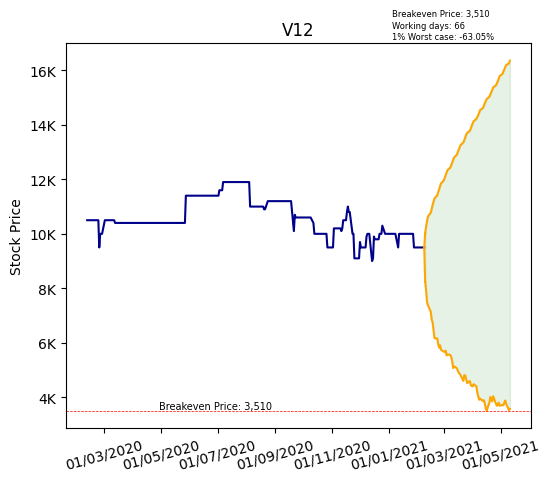 Breakeven Price: 3,510
Working days: 66
1% Worst case: -63.05%
V12
Stock Price
16K
14K
12K
10K
8K
6K
4K
Breakeven Price: 3,510
01/03/2020
01/05/2020
01/07/2020
01/09/2020
01/11/2020
01/01/2021
01/03/2021
01/05/2021